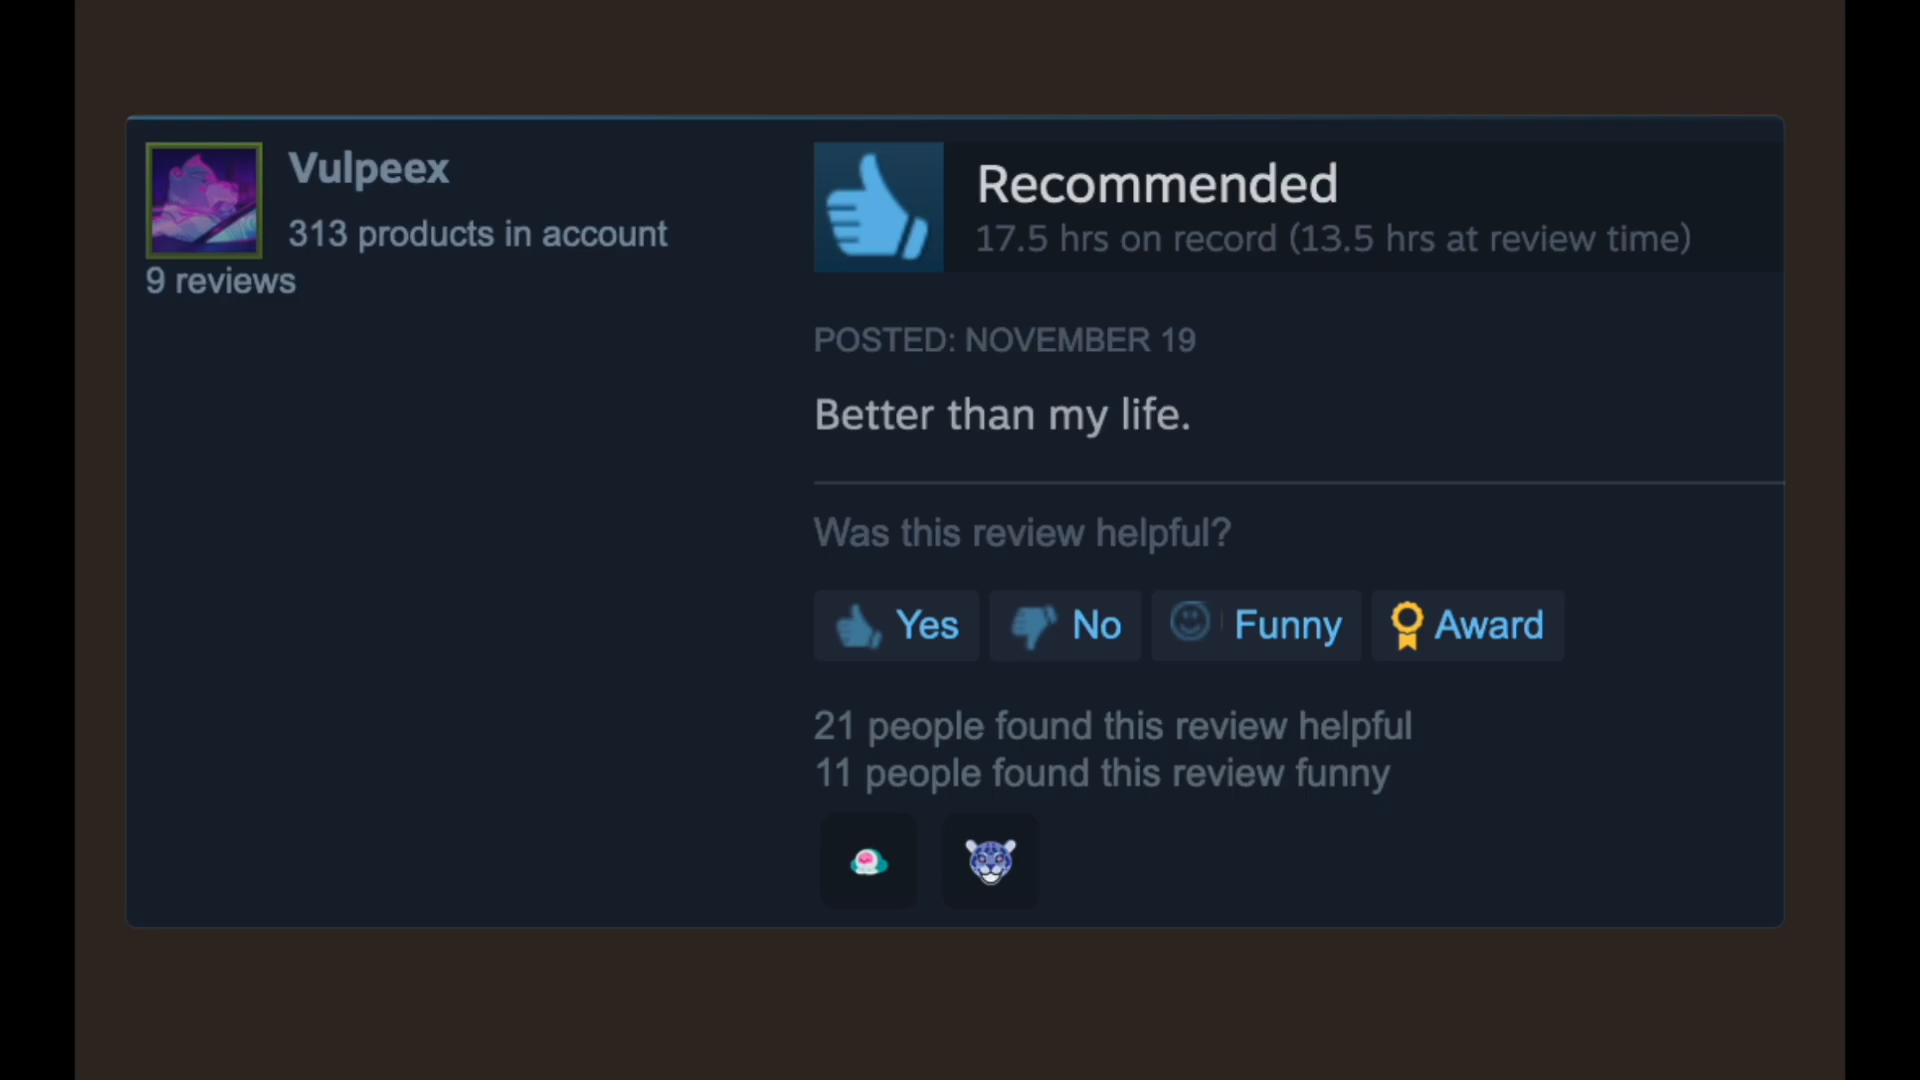 Vulpeex
313 products in account
9 reviews
Recommended
17.5 hrs on record (13.5 hrs at review time)
POSTED: NOVEMBER 19
Better than my life.
Was this review helpful?
Yes
No
Funny
Award
21 people found this review helpful
11 people found this review funny